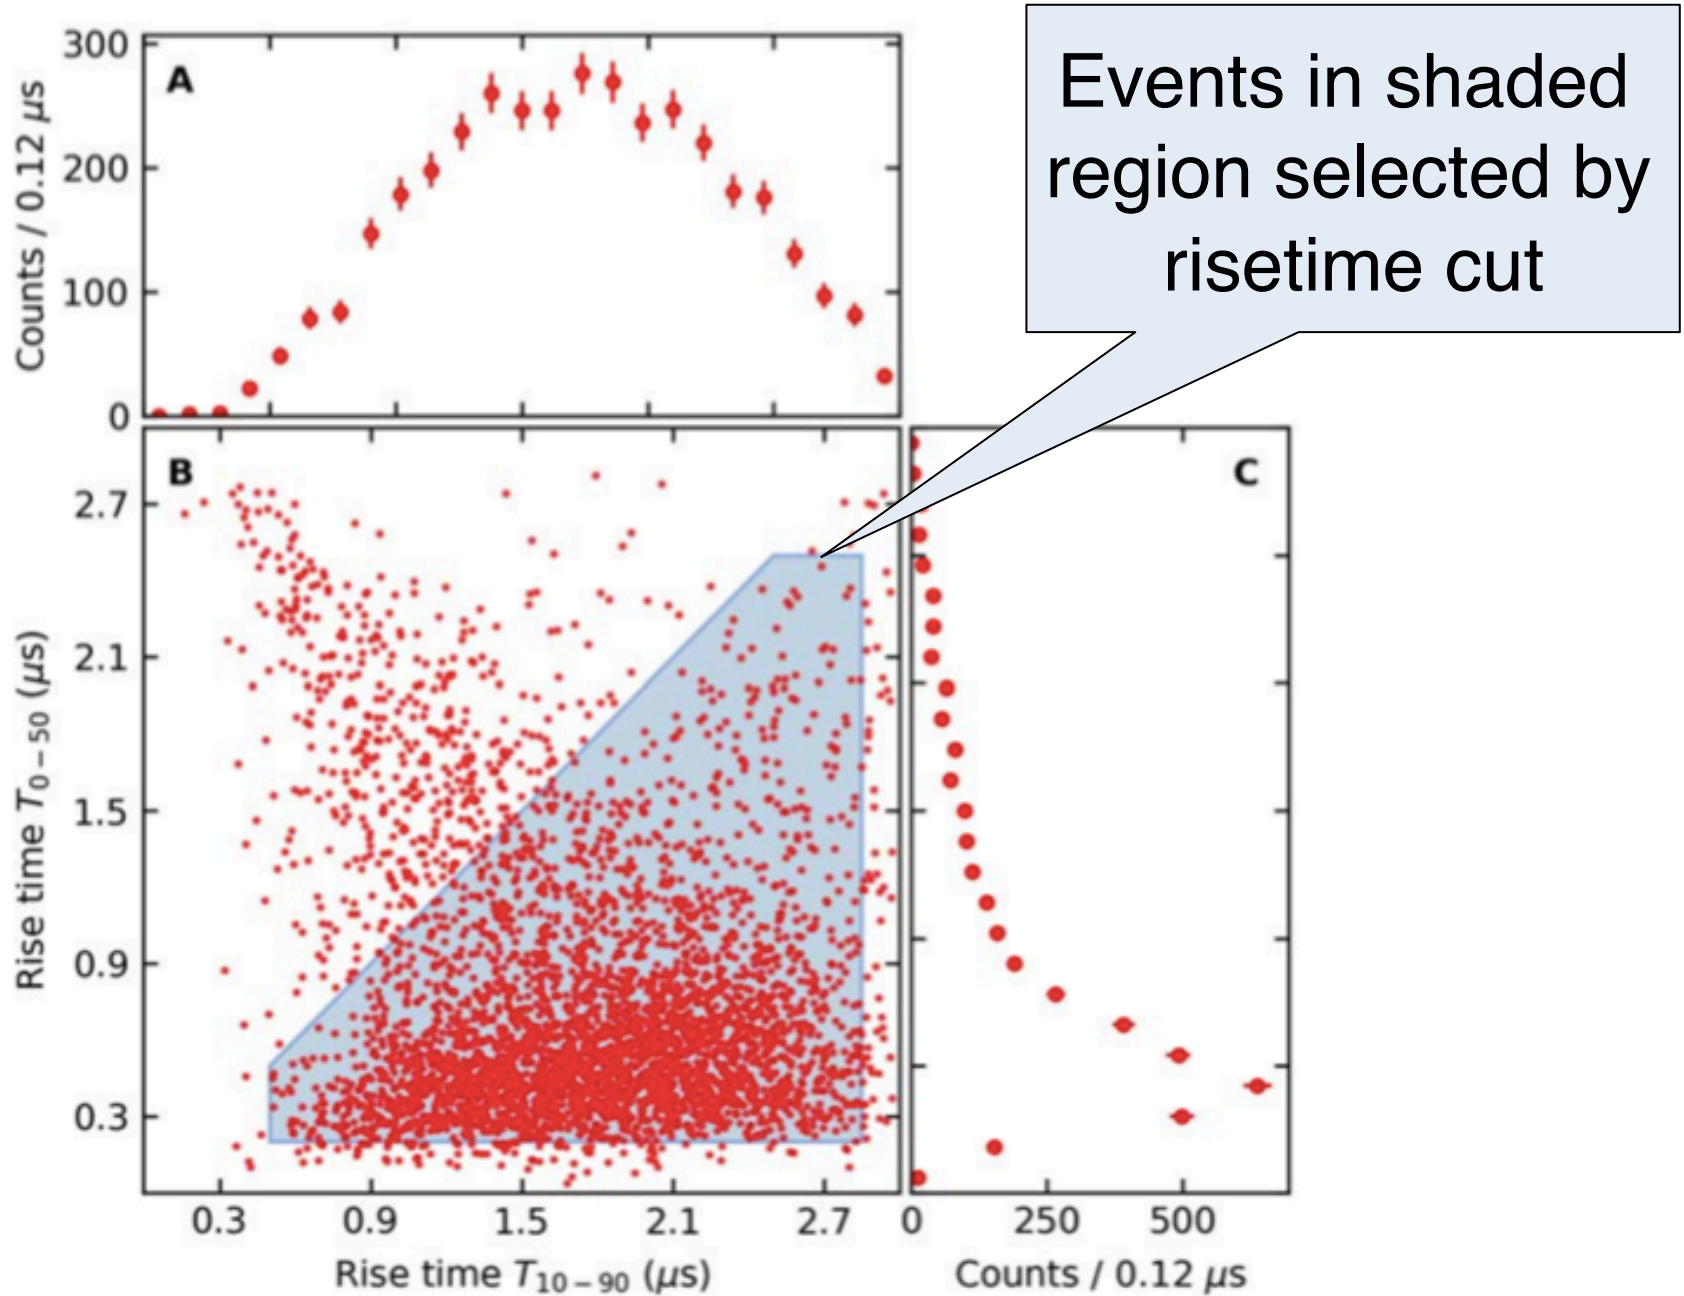 Events in shaded
region selected by
risetime cut
A
Counts / 0.12 μs
300
200
100
0
B
Rise time T0−50 (μs)
2.7
2.1
1.5
0.9
0.3
0.3 0.9 1.5 2.1 2.7
Rise time T10−90 (μs)
C
0 250 500
Counts / 0.12 μs